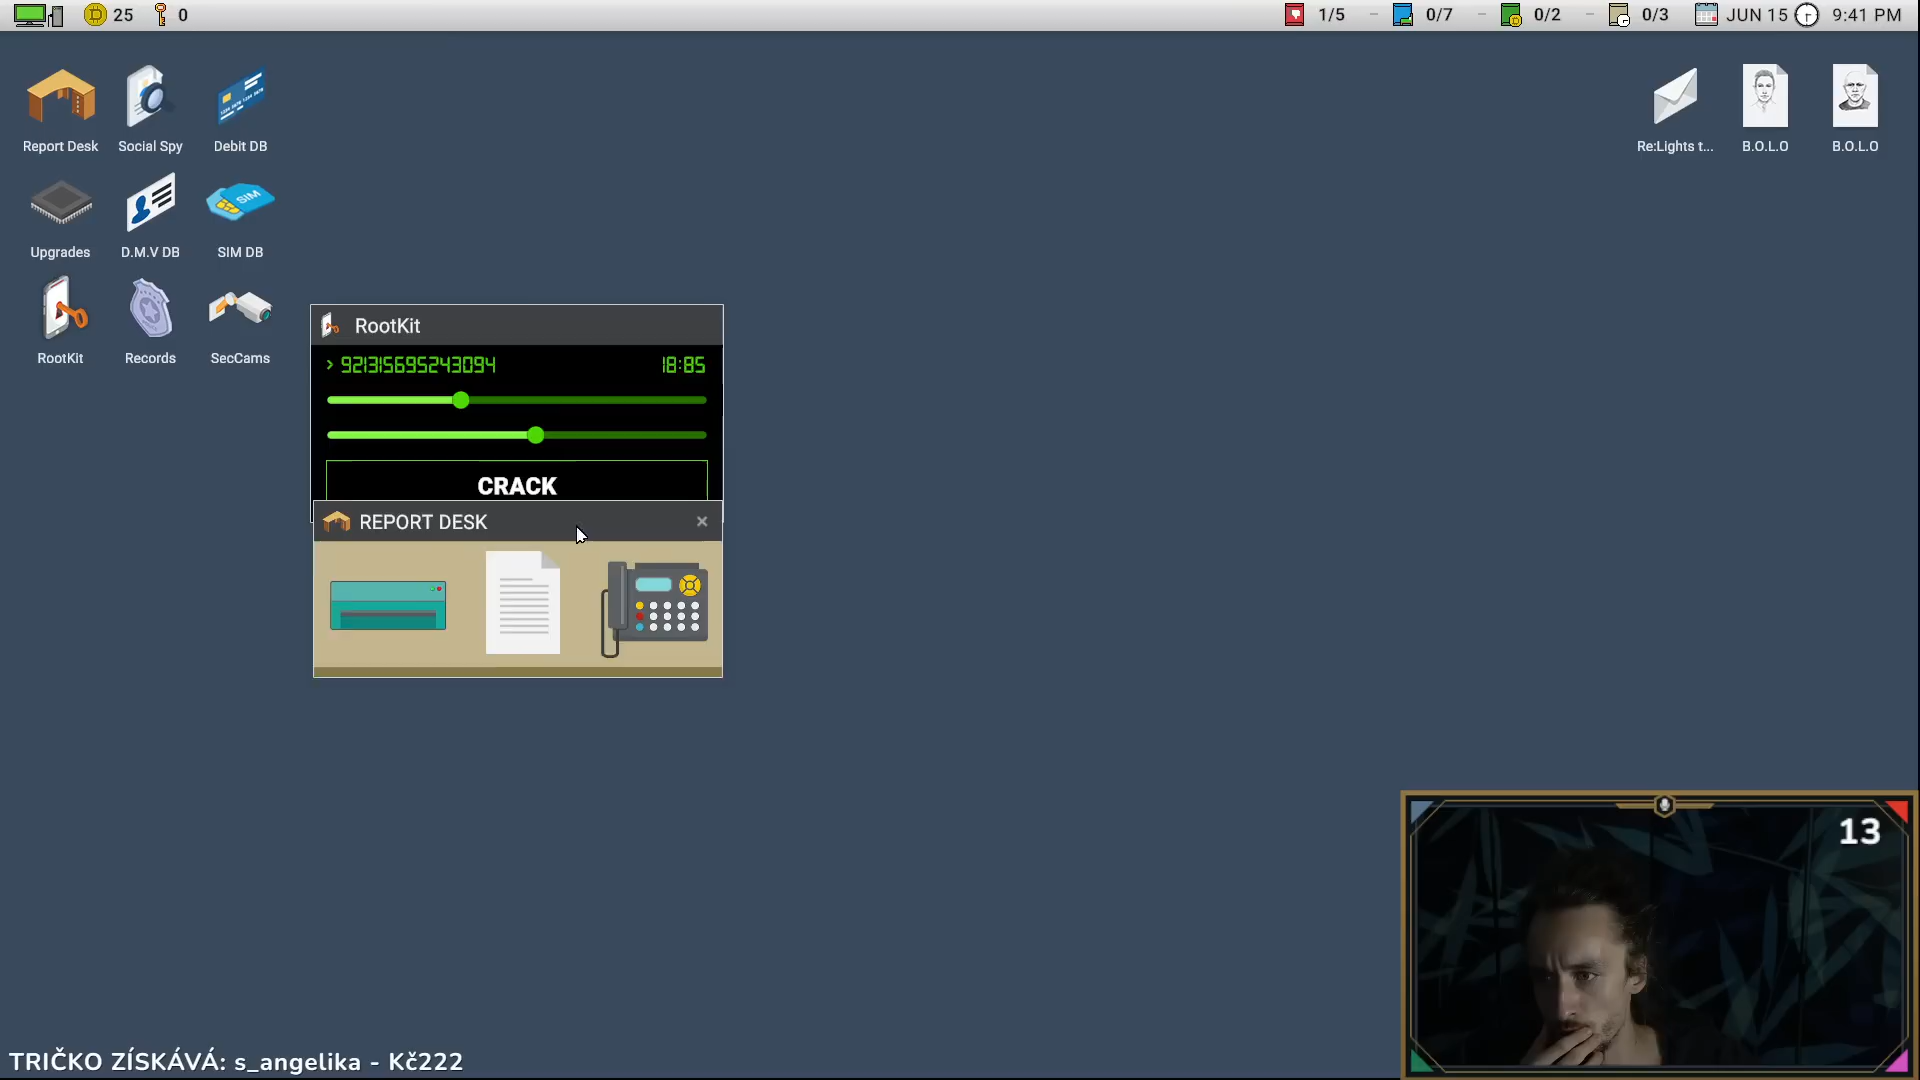 25 0 1/5 - 0/7 - 0/2 - 0/3 JUN 15 9:41 PM
Report Desk Social Spy Debit DB Re:Lights t... B.O.L.O B.O.L.O
Upgrades D.M.V DB SIM DB
RootKit Records SecCams
RootKit
> 921315695243094 18:85
CRACK
REPORT DESK
13
TRIČKO ZÍSKÁVÁ: s_angelika - Kč222